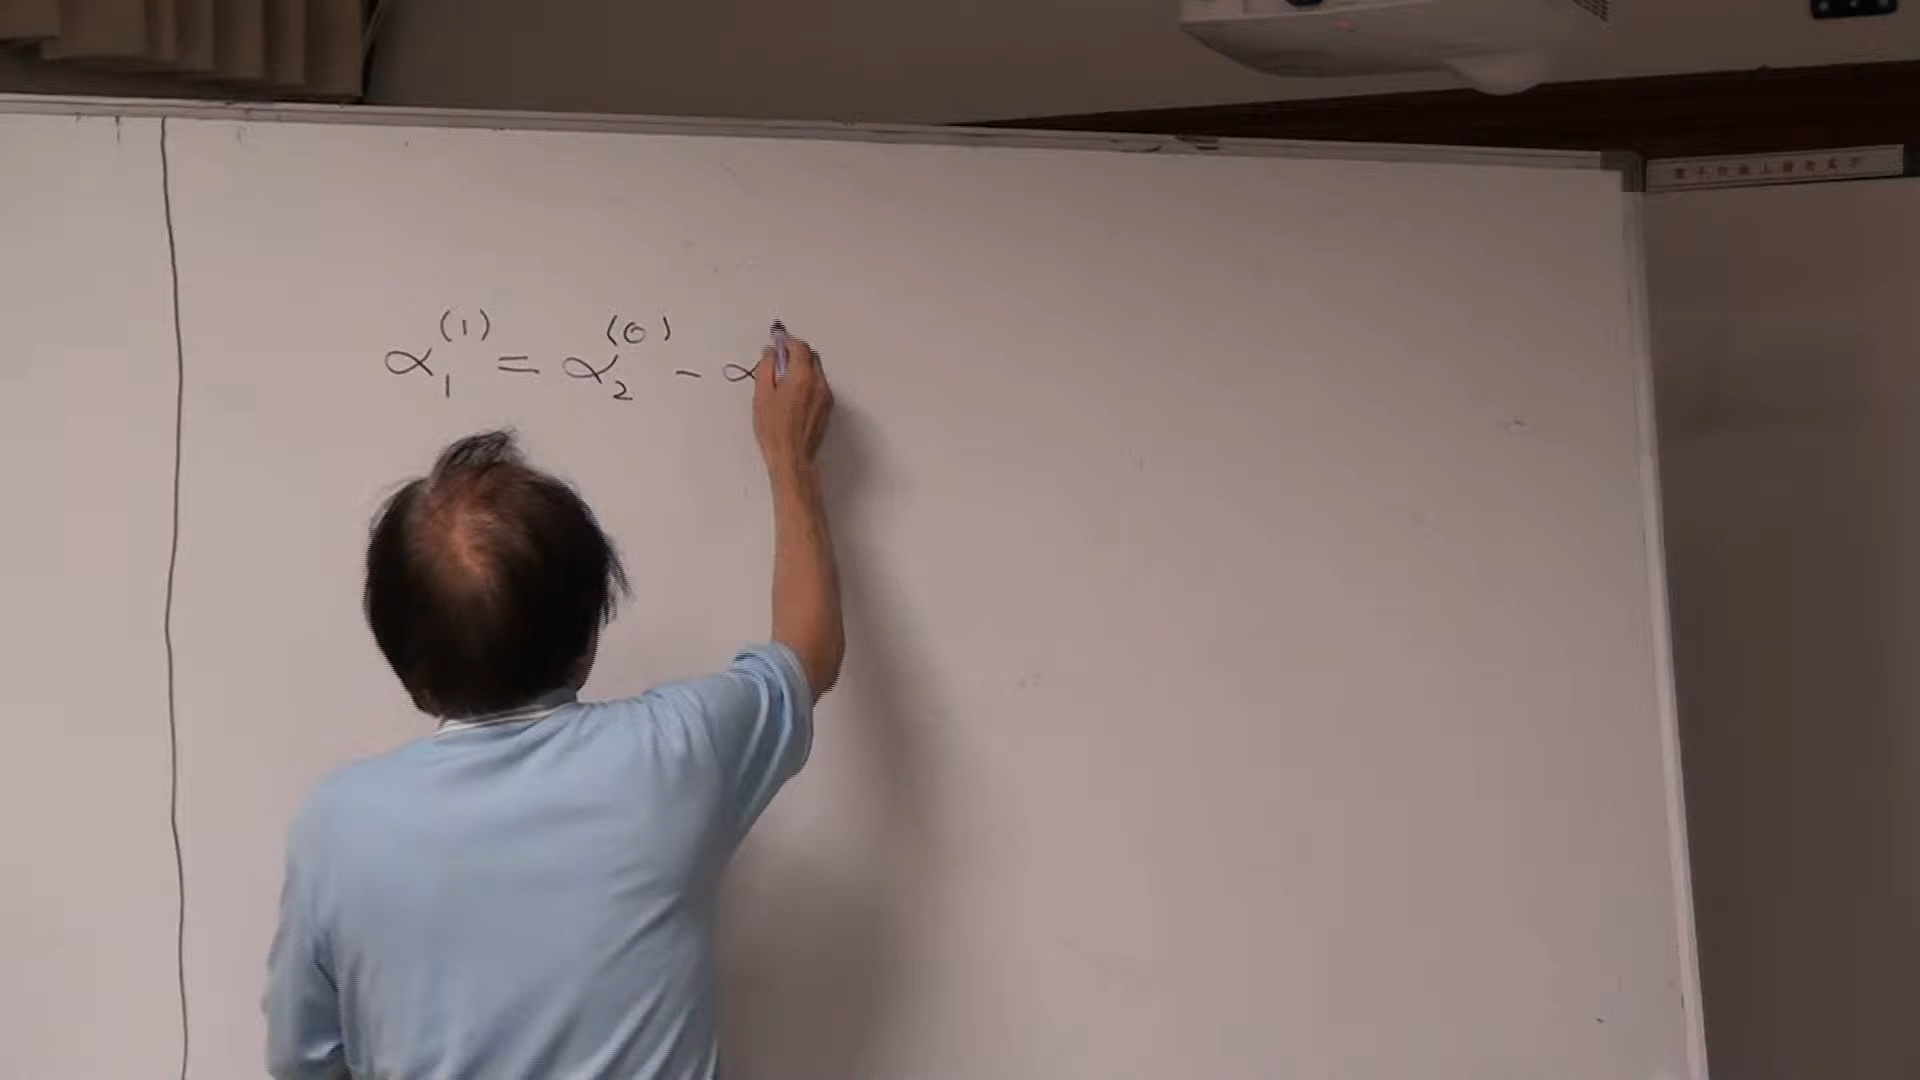 α₁⁽¹⁾ = α₂⁽⁰⁾ - α